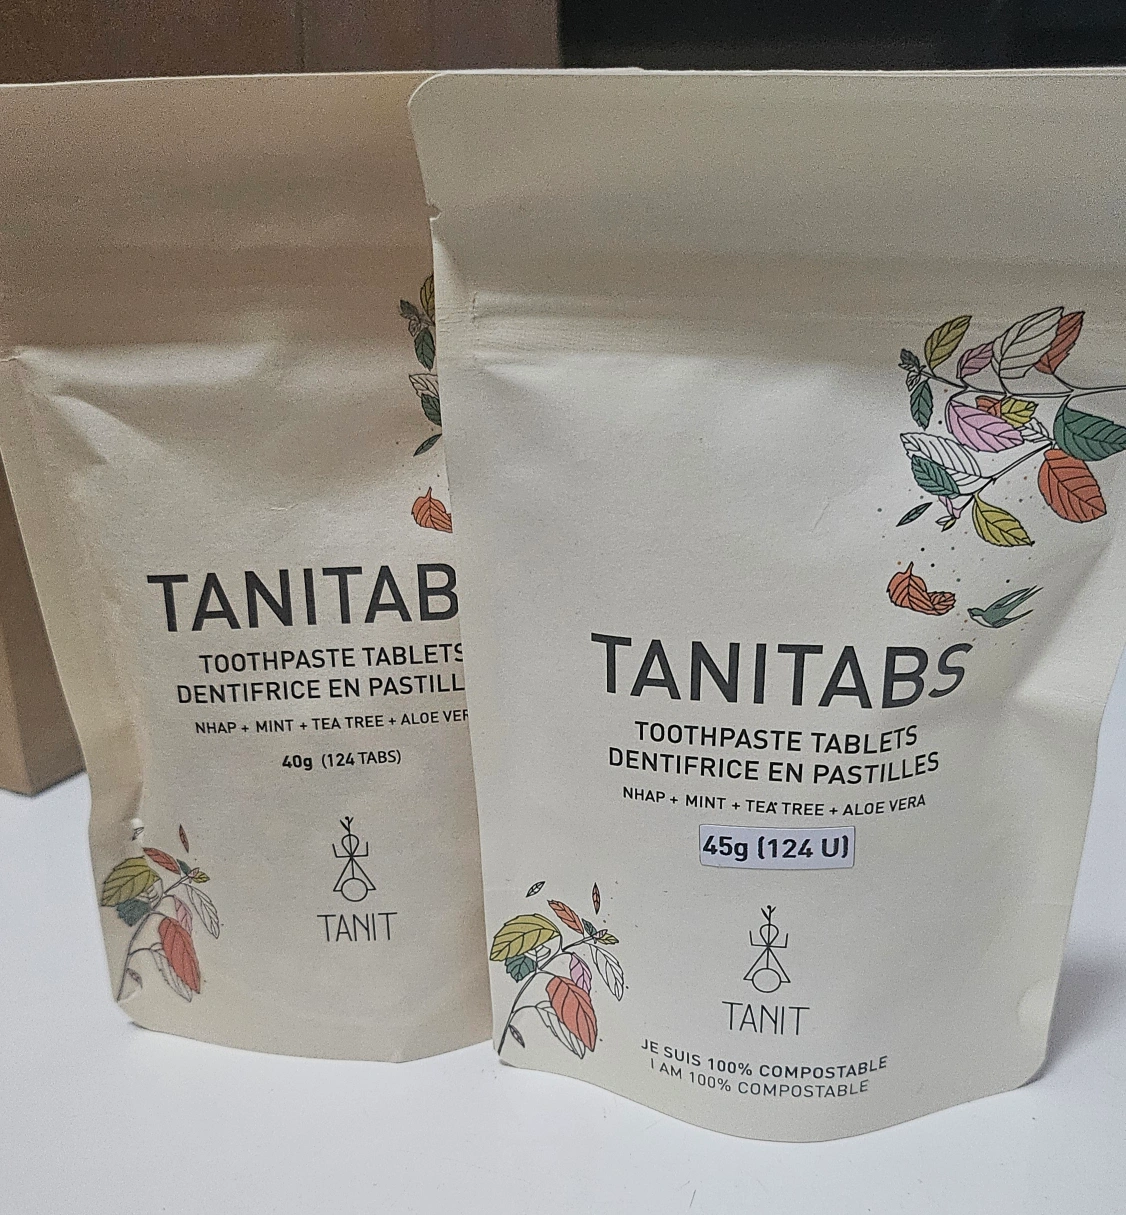 TANITAB
TOOTHPASTE TABLETS
DENTIFRICE EN PASTILL
NHAP + MINT + TEA TREE + ALOE VER
40g (124 TABS)
TANIT
TANITABS
TOOTHPASTE TABLETS
DENTIFRICE EN PASTILLES
NHAP + MINT + TEA TREE + ALOE VERA
45g (124 U)
TANIT
JE SUIS 100% COMPOSTABLE
I AM 100% COMPOSTABLE